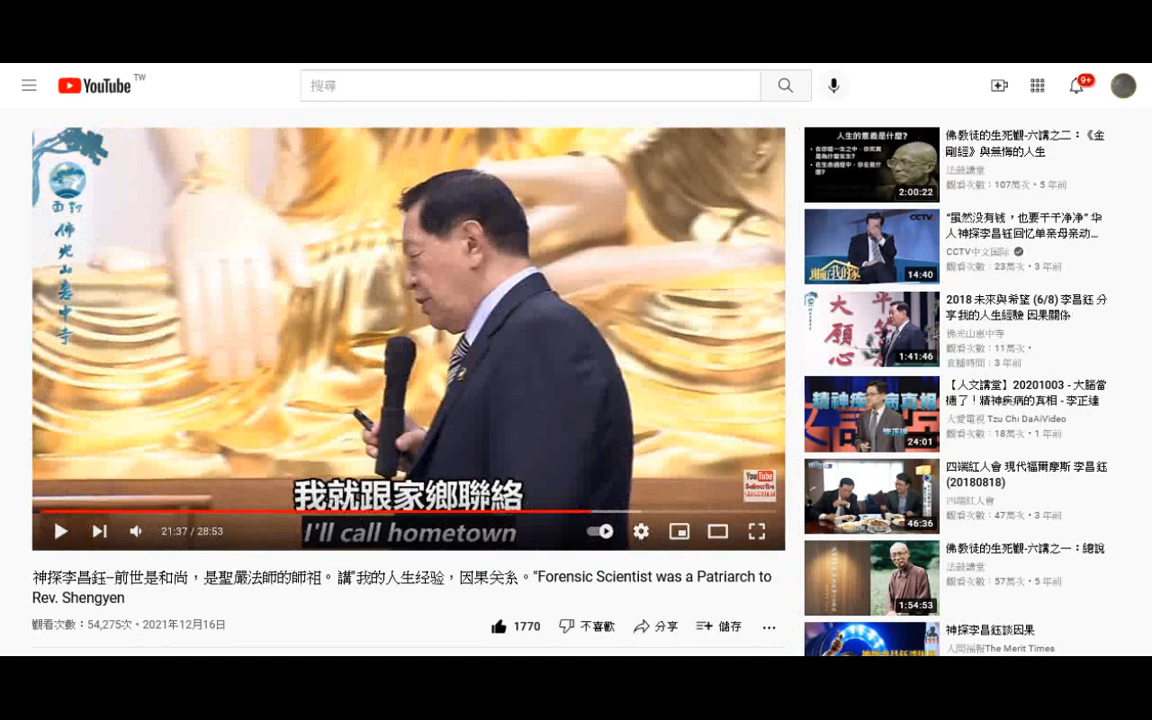 YouTube TW
搜尋
9+
面對
佛光山惠中寺
我就跟家鄉聯絡
I'll call hometown
YouTube
Subscribe
21:37 / 28:53
神探李昌鈺–前世是和尚，是聖嚴法師的師祖。講"我的人生经验，因果关系。"Forensic Scientist was a Patriarch to
Rev. Shengyen
觀看次數：54,275次・2021年12月16日
1770
不喜歡
分享
儲存
人生的意義是什麼?
2:00:22
佛教徒的生死觀-六講之二：《金
剛經》與無悔的人生
法鼓講堂
觀看次數：107萬次・5 年前
CCTV
14:40
“虽然没有钱，也要干干净净” 华
人神探李昌钰回忆单亲母亲动...
CCTV中文国际
觀看次數：23萬次・3 年前
大願心
1:41:46
2018 未來與希望 (6/8) 李昌鈺 分
享我的人生經驗 因果關係
佛光山惠中寺
觀看次數：11萬次・
直播時間：3 年前
24:01
【人文講堂】20201003 - 大腦當
機了！精神疾病的真相 - 李正達
大愛電視 Tzu Chi DaAiVideo
觀看次數：18萬次・1 年前
46:36
四端紅人會 現代福爾摩斯 李昌鈺
(20180818)
四端紅人會
觀看次數：47萬次・3 年前
1:54:53
佛教徒的生死觀-六講之一：總說
法鼓講堂
觀看次數：57萬次・5 年前
神探李昌鈺談因果
人間福報The Merit Times